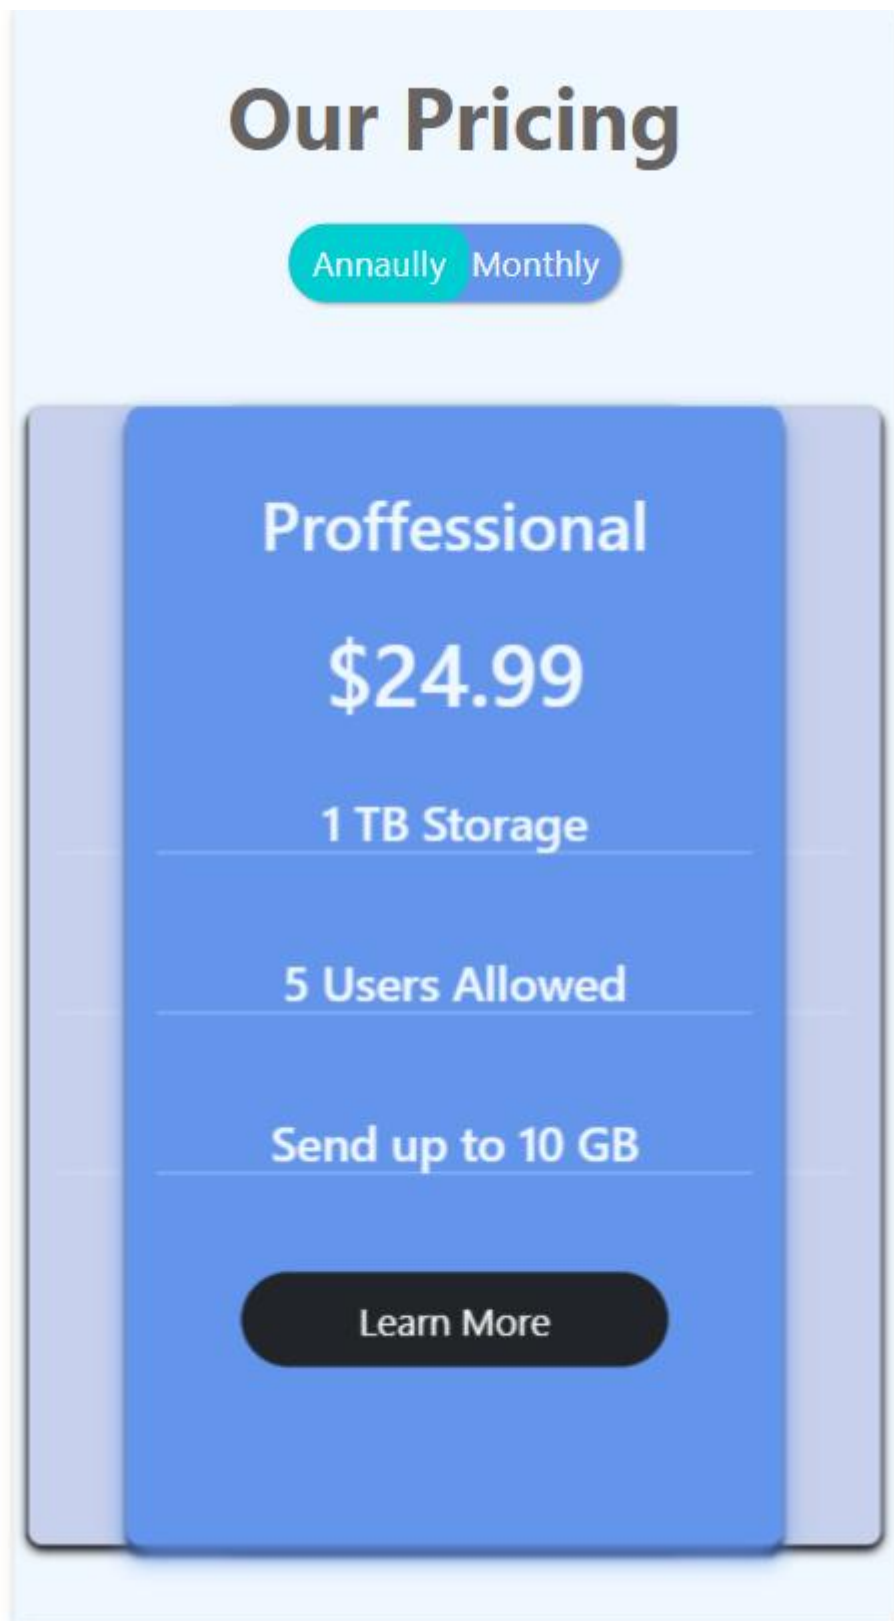 Our Pricing
Annaully Monthly
Proffessional
$24.99
1 TB Storage
5 Users Allowed
Send up to 10 GB
Learn More